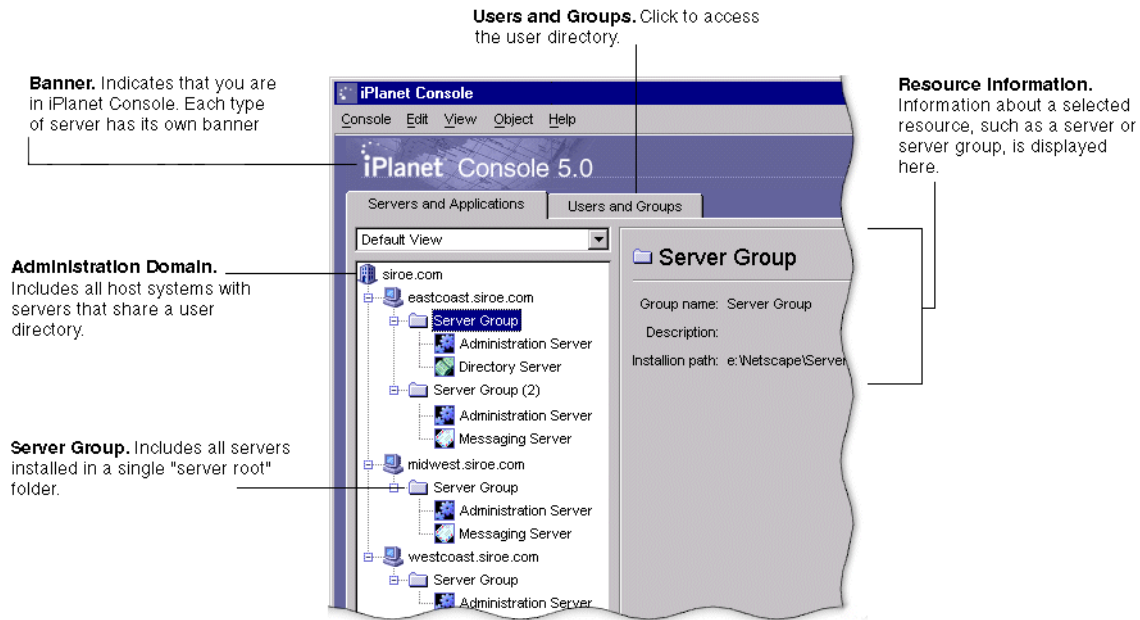 Users and Groups. Click to access
the user directory.
Banner. Indicates that you are
in iPlanet Console. Each type
of server has its own banner
Resource Information.
Information about a selected
resource, such as a server or
server group, is displayed
here.
iPlanet Console
Console Edit View Object Help
iPlanet Console 5.0
Servers and Applications
Users and Groups
Default View
Administration Domain.
Includes all host systems with
servers that share a user
directory.
siroe.com
eastcoast.siroe.com
Server Group
Administration Server
Directory Server
Server Group (2)
Administration Server
Messaging Server
Server Group. Includes all servers
installed in a single "server root"
folder.
midwest.siroe.com
Server Group
Administration Server
Messaging Server
westcoast.siroe.com
Server Group
Administration Server
Server Group
Group name: Server Group
Description:
Installion path: e:\Netscape\Server